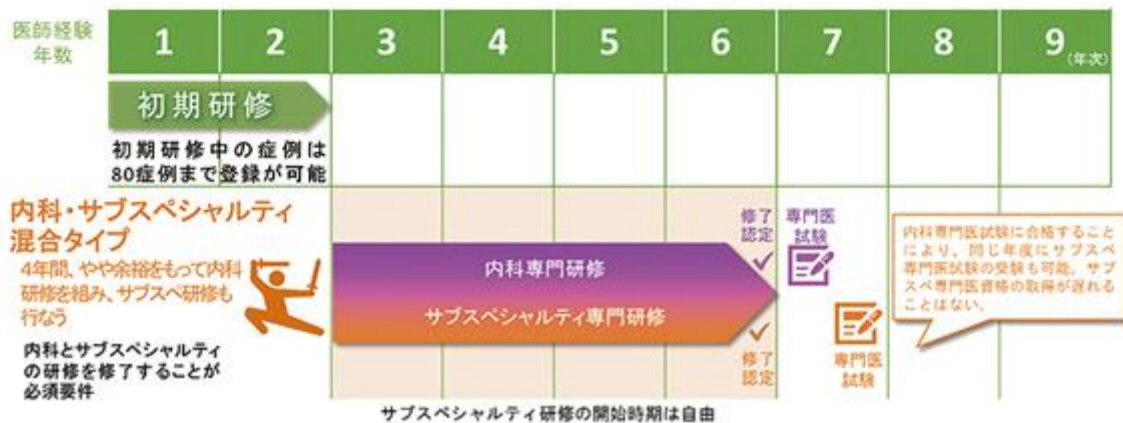 医師経験
年数
1 2 3 4 5 6 7 8 9(年次)
初期研修
初期研修中の症例は
80症例まで登録が可能
内科・サブスペシャルティ
混合タイプ
4年間、やや余裕をもって内科
研修を組み、サブスペ研修も
行なう
内科とサブスペシャルティ
の研修を修了することが
必須要件
内科専門研修
サブスペシャルティ専門研修
修了
認定
専門医
試験
修了
認定
専門医
試験
内科専門医試験に合格すること
により、同じ年度にサブスペ
専門医試験の受験も可能。サブ
スペ専門医資格の取得が遅れる
ことはない。
サブスペシャルティ研修の開始時期は自由